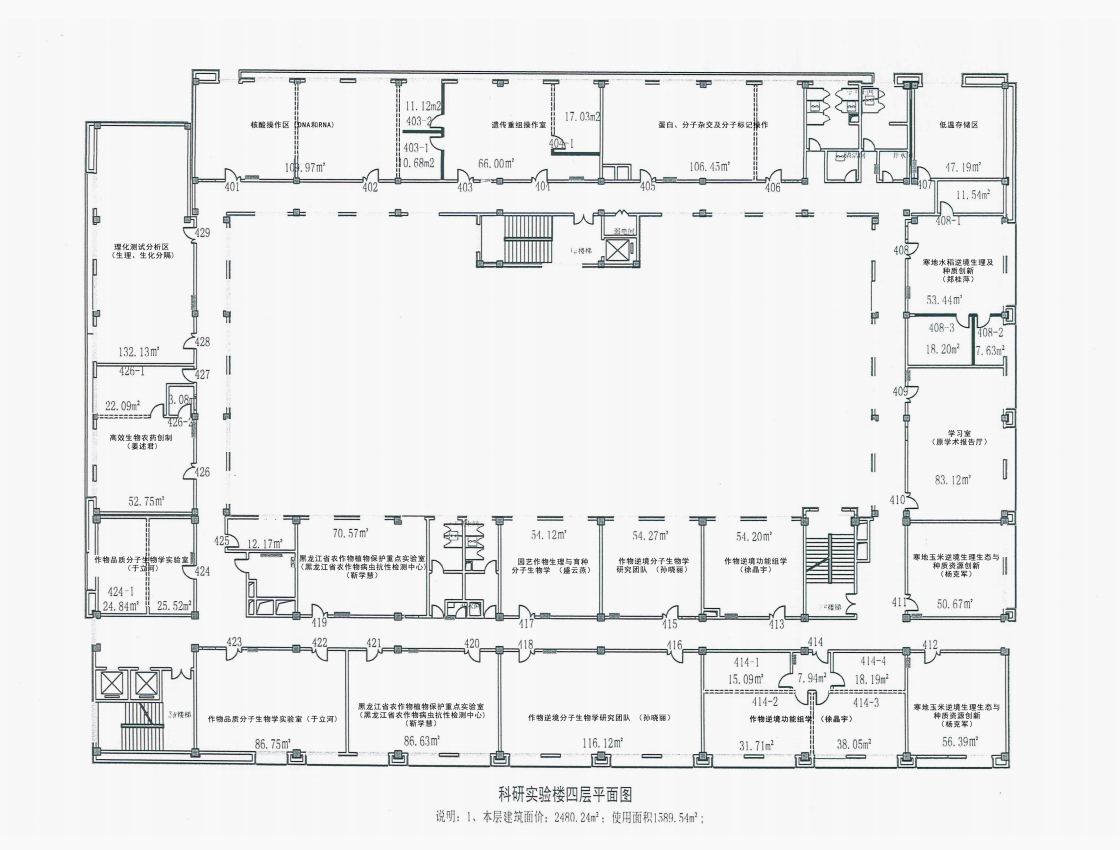 11.12m2
403-2
17.03m2
核酸操作区（DNA和RNA）
遗传重组操作室
蛋白、分子杂交及分子标记操作
低温存储区
403-1
10.68m2
404-1
109.97m²
66.00m²
106.45m²
47.19m²
401
402
403
404
405
406
407
11.54m²
408-1
429
弱电间
1#楼梯
408
理化测试分析区
（生理、生化分隔）
寒地水稻逆境生理及
种质创新
（郑桂萍）
53.44m²
408-3
408-2
18.20m²
7.63m²
428
132.13m²
426-1
427
22.09m²
3.08m²
426-2
409
高效生物农药创制
（姜述君）
学习室
（原学术报告厅）
426
83.12m²
52.75m²
410
425
12.17m²
70.57m²
54.12m²
54.27m²
54.20m²
作物品质分子生物学实验室
（于立河）
424
黑龙江省农作物植物保护重点实验室
（黑龙江省农作物病虫抗性检测中心）
（靳学慧）
园艺作物生理与育种
分子生物学 （盛云燕）
作物逆境分子生物学
研究团队 （孙晓丽）
作物逆境功能组学
（徐晶宇）
寒地玉米逆境生理生态与
种质资源创新
（杨克军）
424-1
24.84m²
25.52m²
2#楼梯
411
50.67m²
419
417
415
413
423
422
421
420
418
416
414
412
414-1
15.09m²
7.94m²
414-4
18.19m²
414-2
414-3
3#楼梯
作物品质分子生物学实验室（于立河）
黑龙江省农作物植物保护重点实验室
（黑龙江省农作物病虫抗性检测中心）
（靳学慧）
作物逆境分子生物学研究团队 （孙晓丽）
作物逆境功能组学 （徐晶宇）
寒地玉米逆境生理生态与
种质资源创新
（杨克军）
86.75m²
86.63m²
116.12m²
31.71m²
38.05m²
56.39m²
科研实验楼四层平面图
说明：1、本层建筑面价：2480.24m²；使用面积1589.54m²；